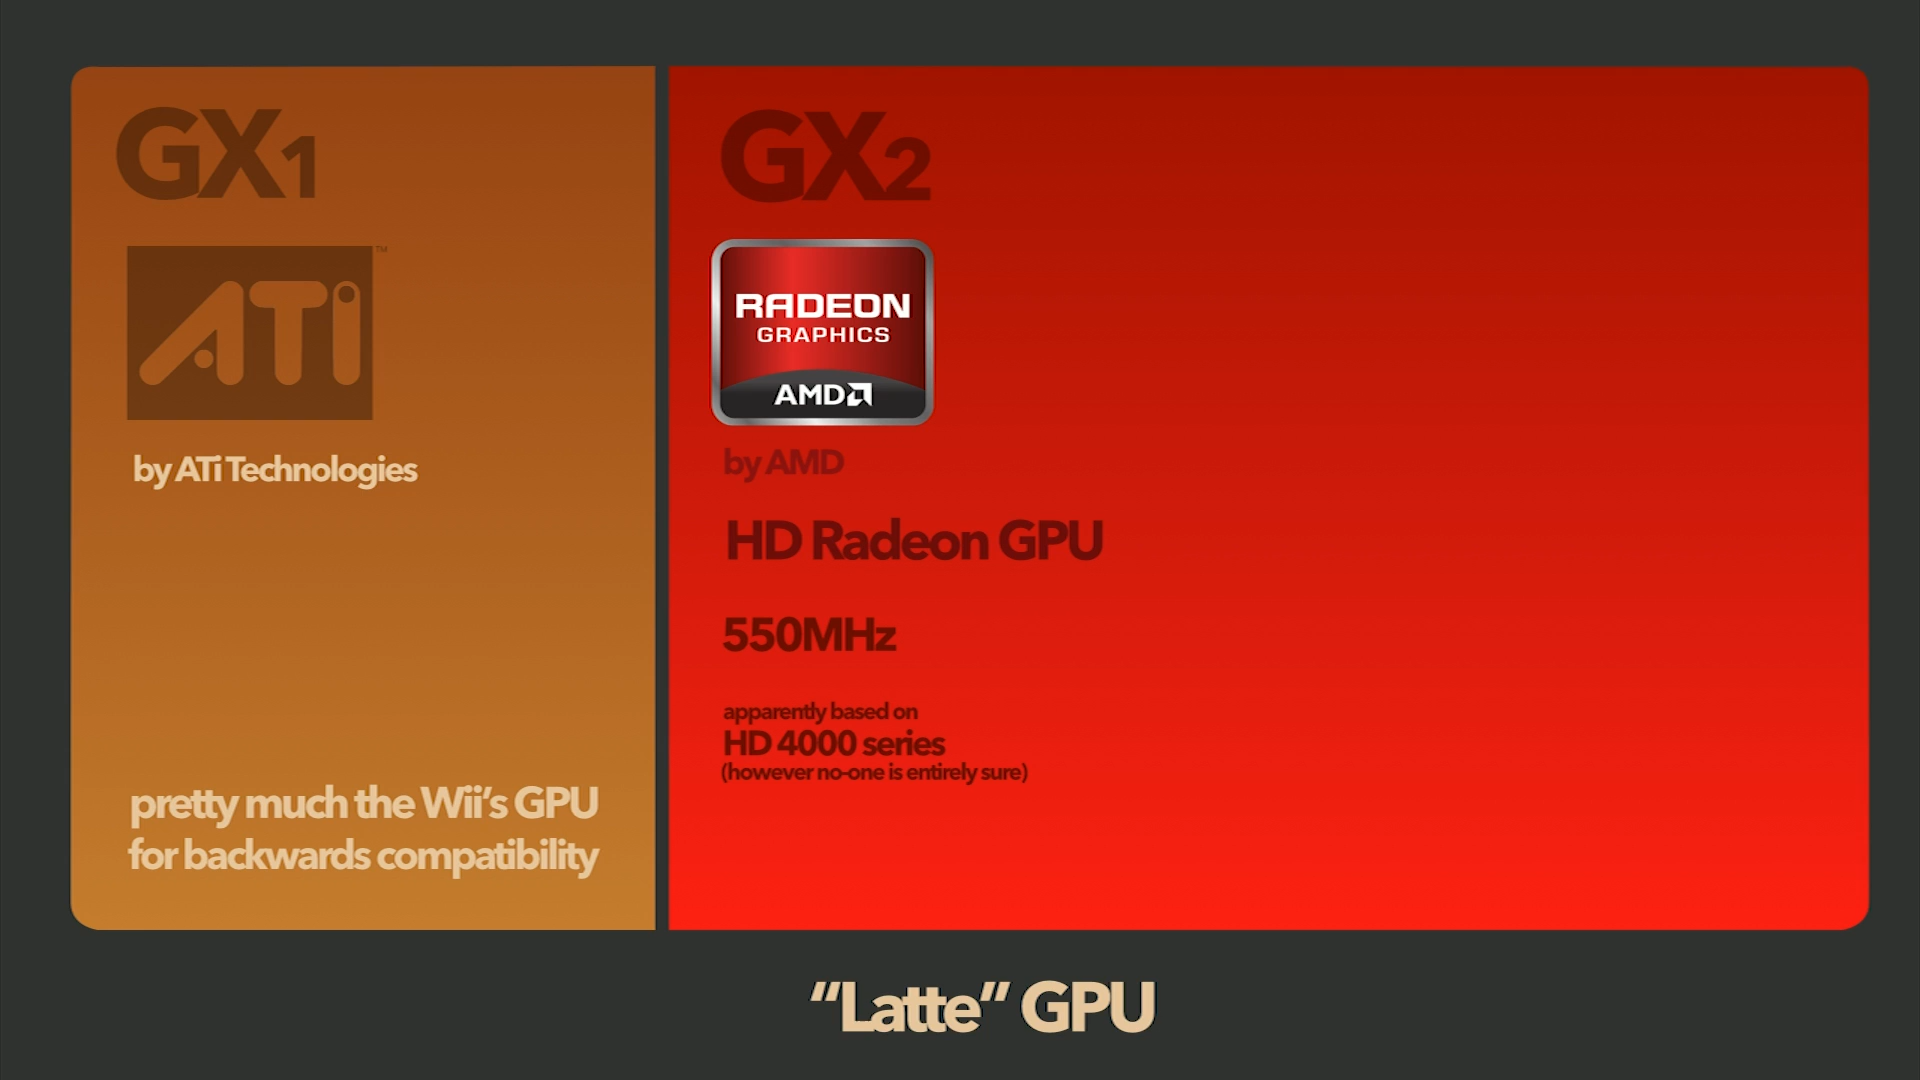 GX1
ATi
™
by ATi Technologies
pretty much the Wii's GPU
for backwards compatibility
GX2
RADEON
GRAPHICS
AMD
by AMD
HD Radeon GPU
550MHz
apparently based on
HD 4000 series
(however no-one is entirely sure)
“Latte” GPU